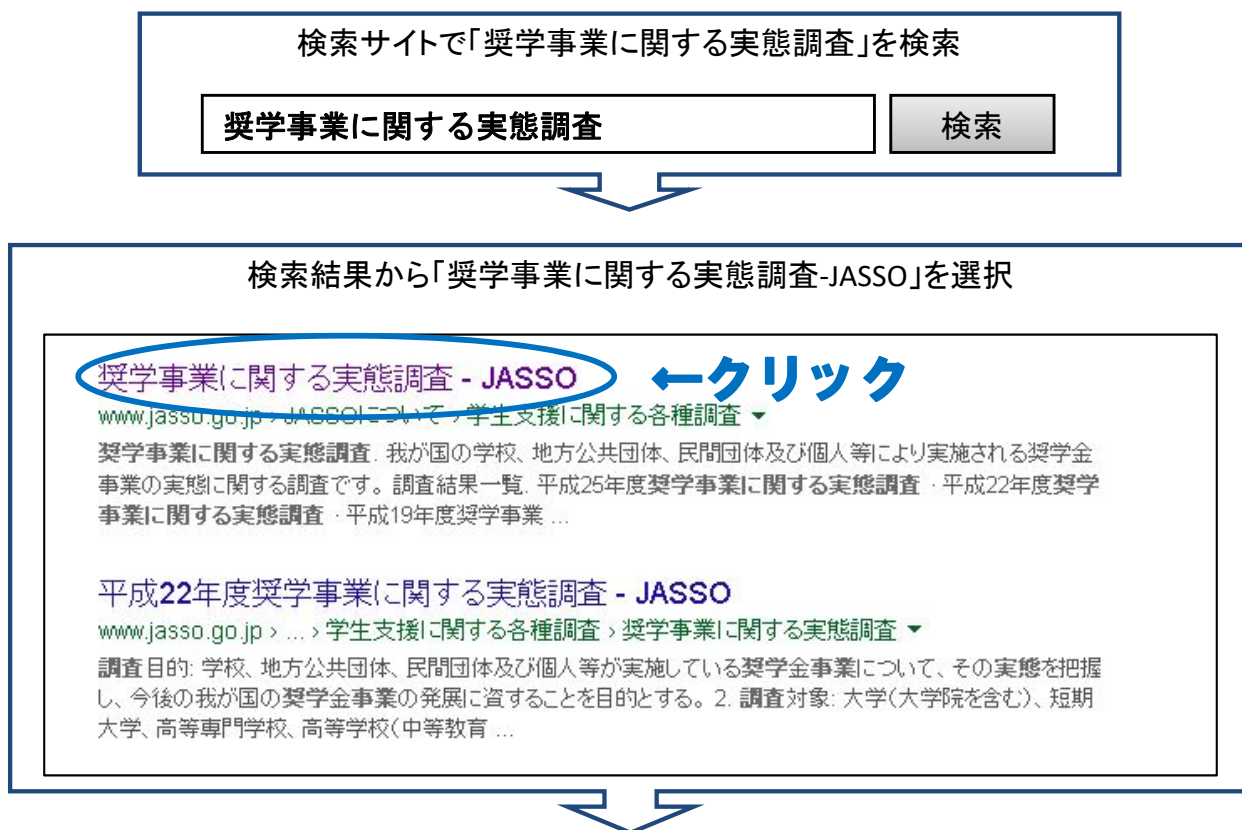 検索サイトで「奨学事業に関する実態調査」を検索
奨学事業に関する実態調査
検索
検索結果から「奨学事業に関する実態調査-JASSO」を選択
奨学事業に関する実態調査 - JASSO
←クリック
www.jasso.go.jp › JASSOについて › 学生支援に関する各種調査 ▼
奨学事業に関する実態調査. 我が国の学校、地方公共団体、民間団体及び個人等により実施される奨学金
事業の実態に関する調査です。調査結果一覧. 平成25年度奨学事業に関する実態調査 · 平成22年度奨学
事業に関する実態調査 · 平成19年度奨学事業 ...
平成22年度奨学事業に関する実態調査 - JASSO
www.jasso.go.jp › ... › 学生支援に関する各種調査 › 奨学事業に関する実態調査 ▼
調査目的: 学校、地方公共団体、民間団体及び個人等が実施している奨学金事業について、その実態を把握
し、今後の我が国の奨学金事業の発展に資することを目的とする。2. 調査対象: 大学(大学院を含む)、短期
大学、高等専門学校、高等学校(中等教育 ...